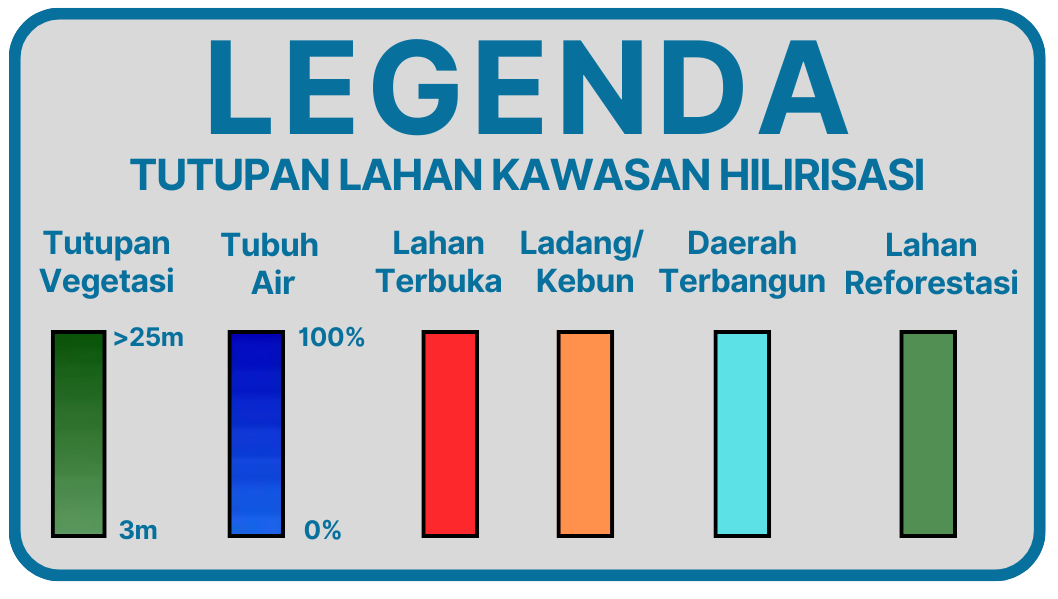 LEGENDA
TUTUPAN LAHAN KAWASAN HILIRISASI
Tutupan
Vegetasi
Tubuh
Air
Lahan
Terbuka
Ladang/
Kebun
Daerah
Terbangun
Lahan
Reforestasi
>25m
100%
3m
0%